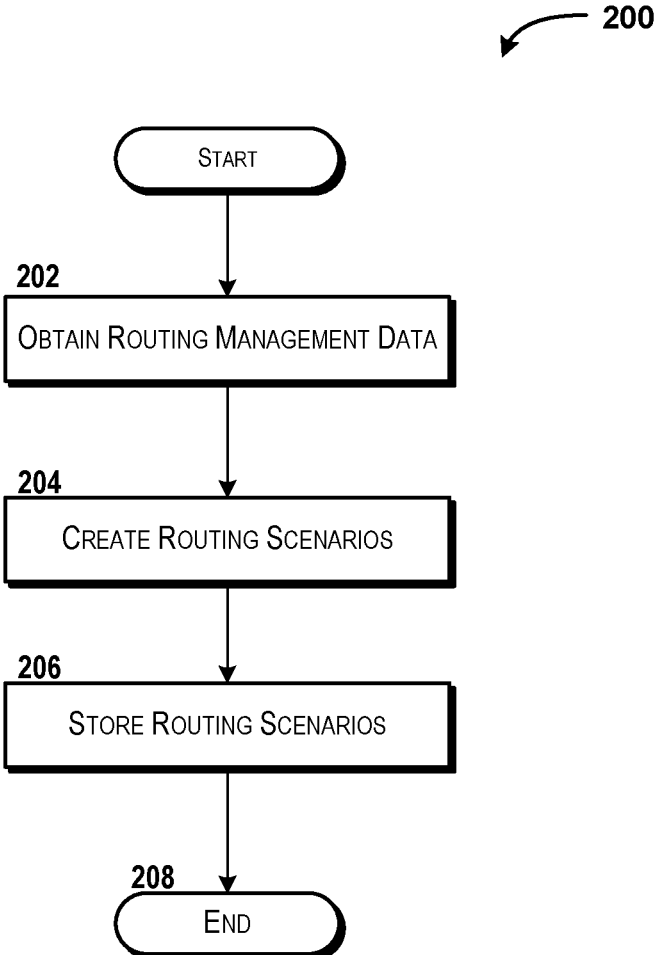 200
START
202
OBTAIN ROUTING MANAGEMENT DATA
204
CREATE ROUTING SCENARIOS
206
STORE ROUTING SCENARIOS
208
END